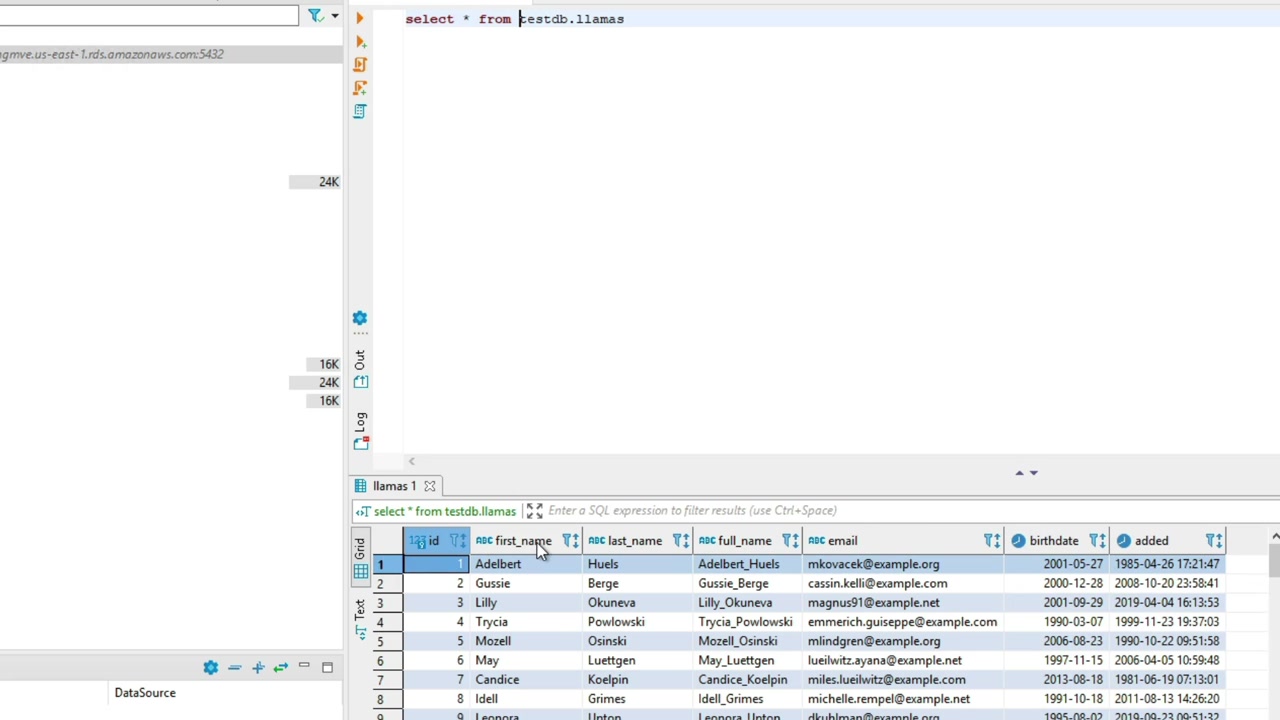 select * from testdb.llamas
gmve.us-east-1.rds.amazonaws.com:5432
24K
16K
24K
16K
Out
Log
llamas 1
select * from testdb.llamas Enter a SQL expression to filter results (use Ctrl+Space)
Grid
Text
123 id ABC first_name ABC last_name ABC full_name ABC email birthdate added
1 1 Adelbert Huels Adelbert_Huels mkovacek@example.org 2001-05-27 1985-04-26 17:21:47
2 2 Gussie Berge Gussie_Berge cassin.kelli@example.com 2000-12-28 2008-10-20 23:58:41
3 3 Lilly Okuneva Lilly_Okuneva magnus91@example.net 2001-09-29 2019-04-04 16:13:53
4 4 Trycia Powlowski Trycia_Powlowski emmerich.guiseppe@example.com 1990-03-07 1999-11-23 19:37:03
5 5 Mozell Osinski Mozell_Osinski mlindgren@example.org 2006-08-23 1990-10-22 09:51:58
6 6 May Luettgen May_Luettgen lueilwitz.ayana@example.net 1997-11-15 2006-04-05 10:59:48
7 7 Candice Koelpin Candice_Koelpin miles.lueilwitz@example.com 2013-08-18 1981-06-19 07:13:01
8 8 Idell Grimes Idell_Grimes michelle.rempel@example.net 1991-10-18 2011-08-13 14:26:20
9 9 Leonora Upton Leonora_Upton dkuhlman@example.org 1995-08-02 2019-08-23 09:51:32
DataSource